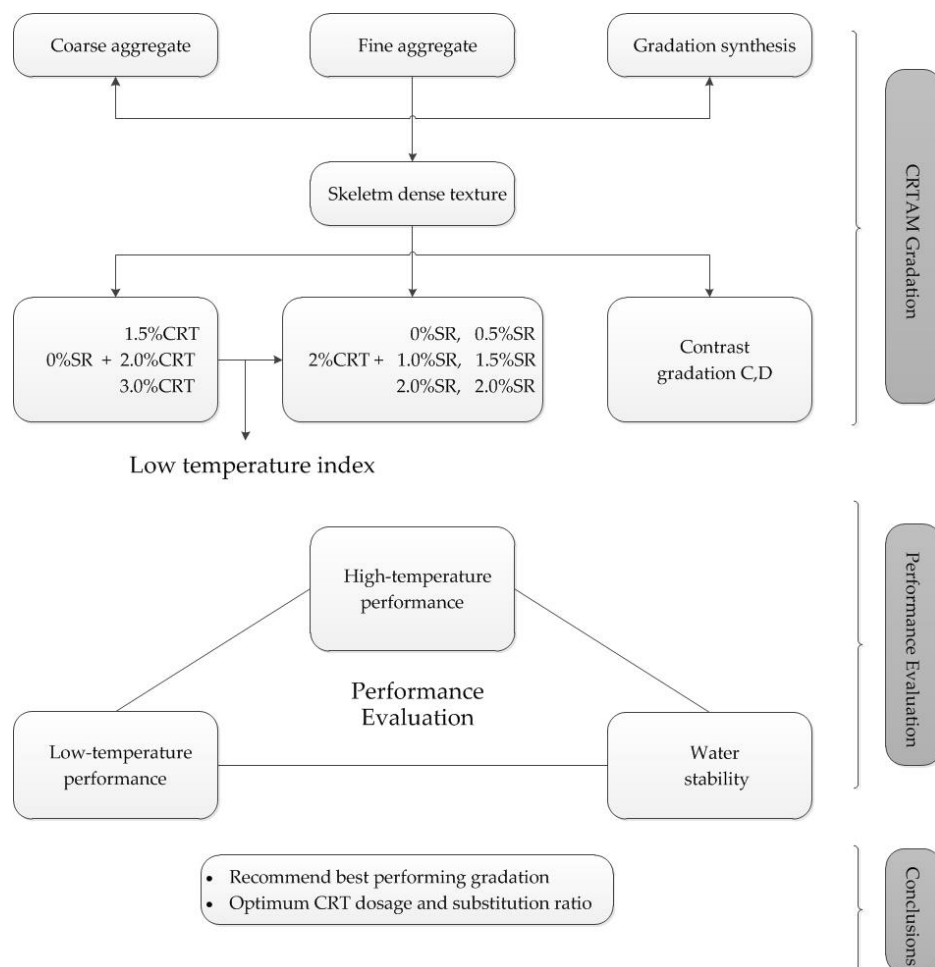 Coarse aggregate
Fine aggregate
Gradation synthesis
Skeletm dense texture
1.5%CRT
0%SR + 2.0%CRT
3.0%CRT
0%SR, 0.5%SR
2%CRT + 1.0%SR, 1.5%SR
2.0%SR, 2.0%SR
Contrast
gradation C,D
Low temperature index
CRTAM Gradation
High-temperature
performance
Performance
Evaluation
Low-temperature
performance
Water
stability
Performance Evaluation
• Recommend best performing gradation
• Optimum CRT dosage and substitution ratio
Conclusions